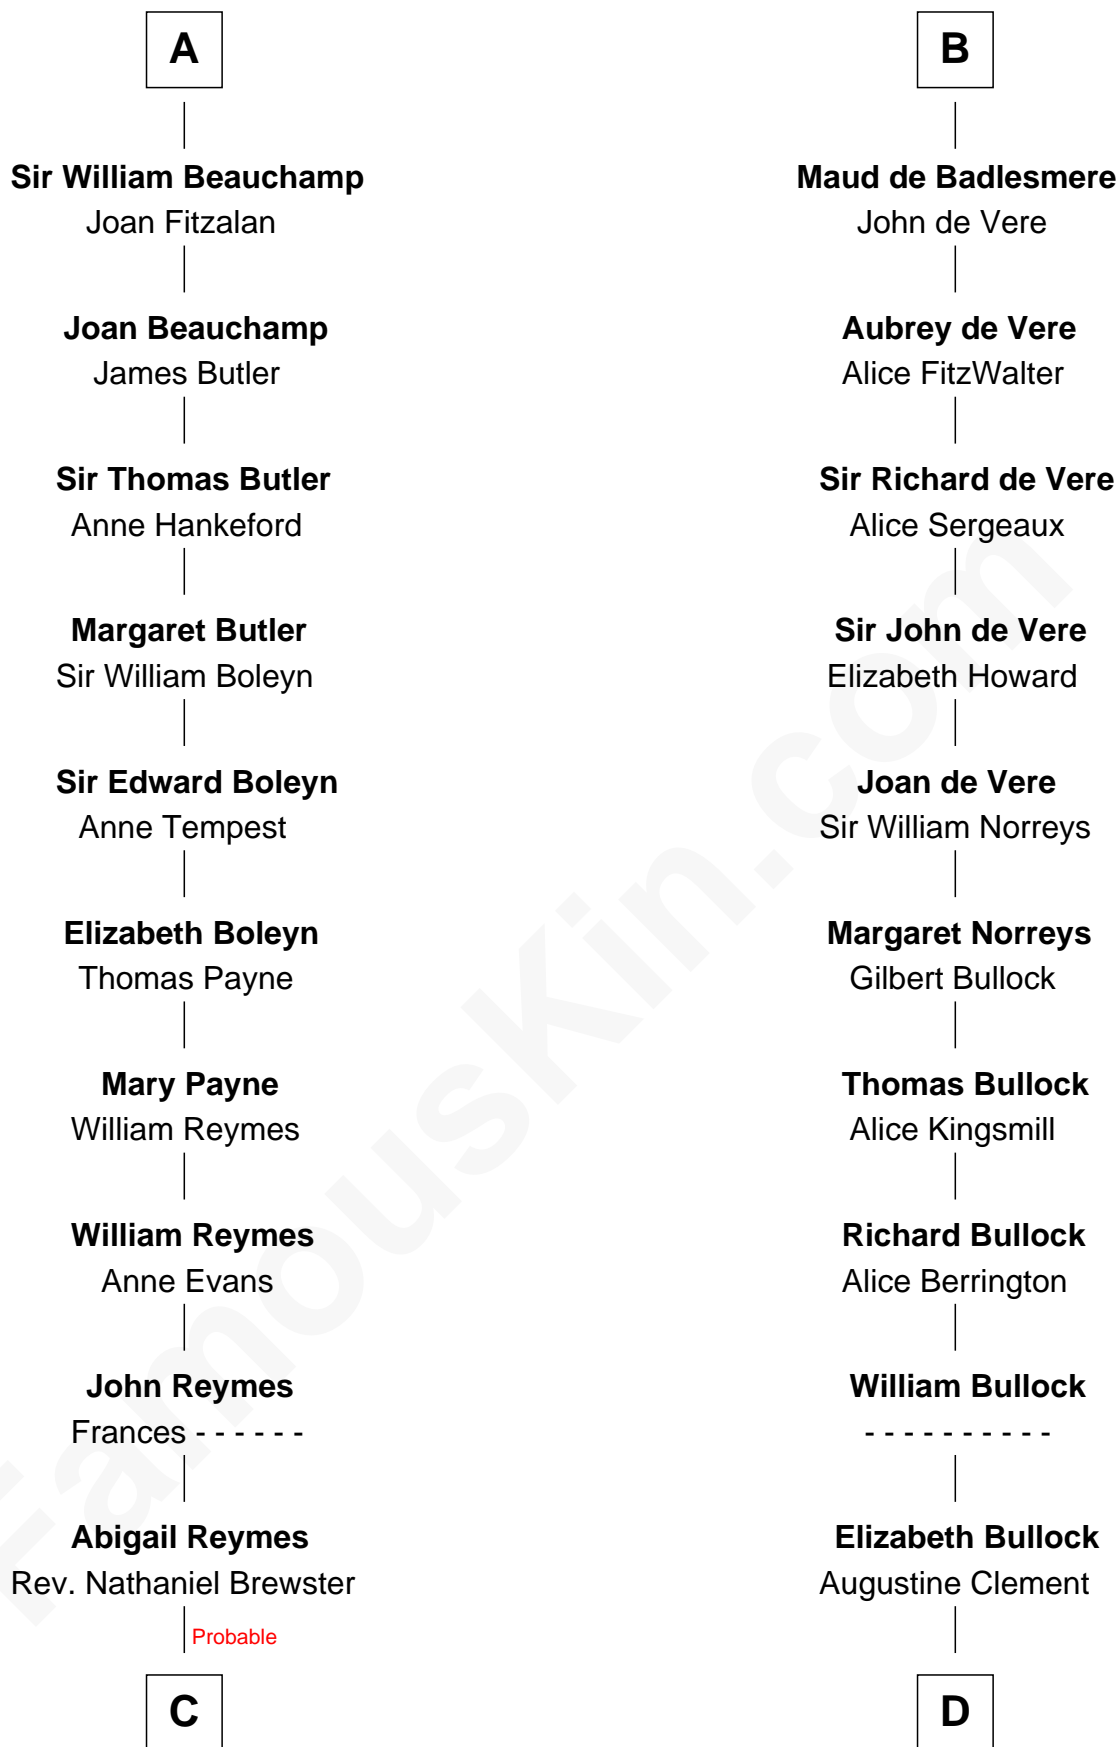 A
Sir William Beauchamp
Joan Fitzalan
Joan Beauchamp
James Butler
Sir Thomas Butler
Anne Hankeford
Margaret Butler
Sir William Boleyn
Sir Edward Boleyn
Anne Tempest
Elizabeth Boleyn
Thomas Payne
Mary Payne
William Reymes
William Reymes
Anne Evans
John Reymes
Frances - - - - - -
Abigail Reymes
Rev. Nathaniel Brewster
Probable
C
B
Maud de Badlesmere
John de Vere
Aubrey de Vere
Alice FitzWalter
Sir Richard de Vere
Alice Sergeaux
Sir John de Vere
Elizabeth Howard
Joan de Vere
Sir William Norreys
Margaret Norreys
Gilbert Bullock
Thomas Bullock
Alice Kingsmill
Richard Bullock
Alice Berrington
William Bullock
- - - - - - - - - -
Elizabeth Bullock
Augustine Clement
D
FamousKin.com